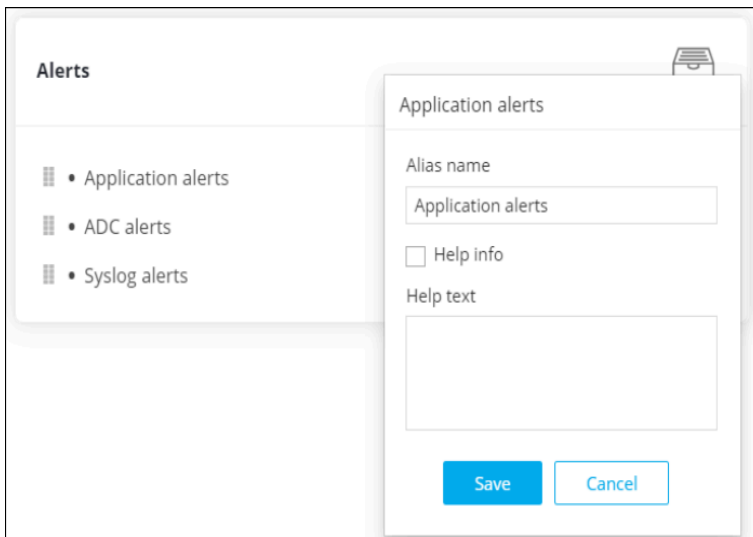 Alerts
• Application alerts
• ADC alerts
• Syslog alerts
Application alerts
Alias name
Application alerts
Help info
Help text
Save
Cancel